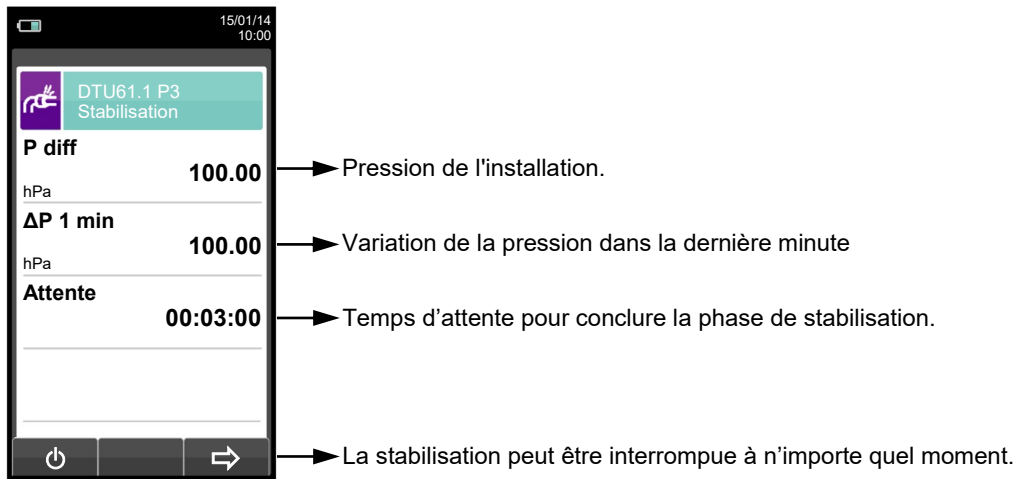 15/01/14
10:00
DTU61.1 P3
Stabilisation
P diff
100.00
hPa
Pression de l'installation.
ΔP 1 min
100.00
hPa
Variation de la pression dans la dernière minute
Attente
00:03:00
Temps d’attente pour conclure la phase de stabilisation.
La stabilisation peut être interrompue à n’importe quel moment.